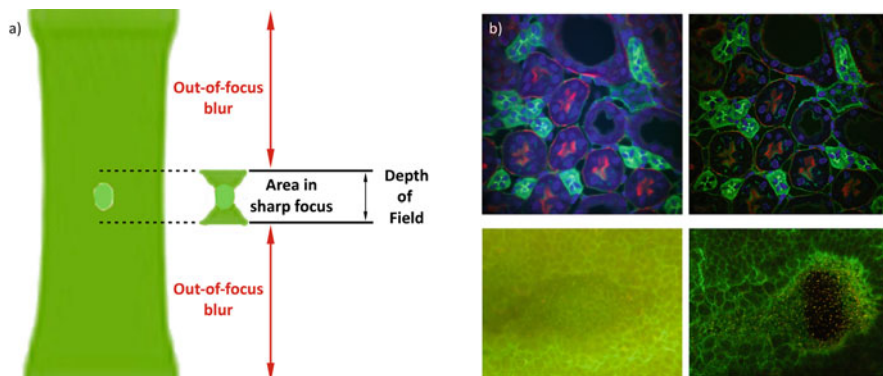 a)
Out-of-focus
blur
Area in
sharp focus
Depth
of
Field
Out-of-focus
blur
b)